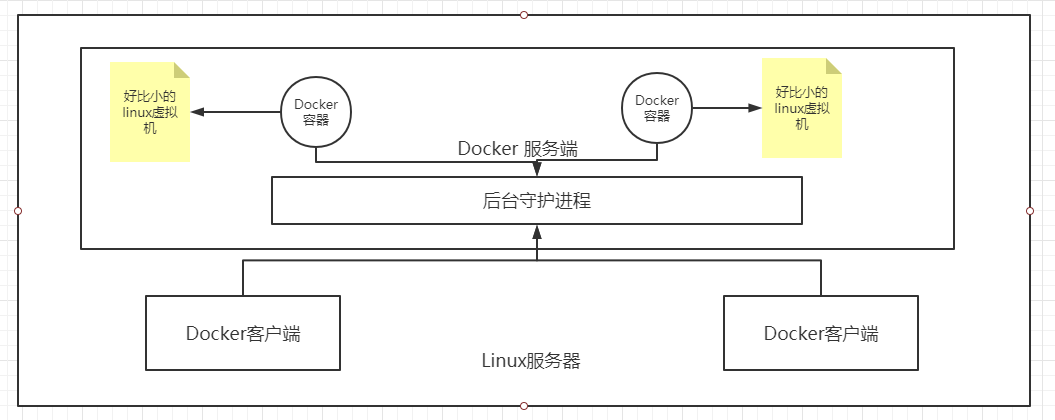 好比小的
linux虚拟
机
Docker
容器
Docker
容器
好比小的
linux虚拟
机
Docker 服务端
后台守护进程
Docker客户端
Docker客户端
Linux服务器